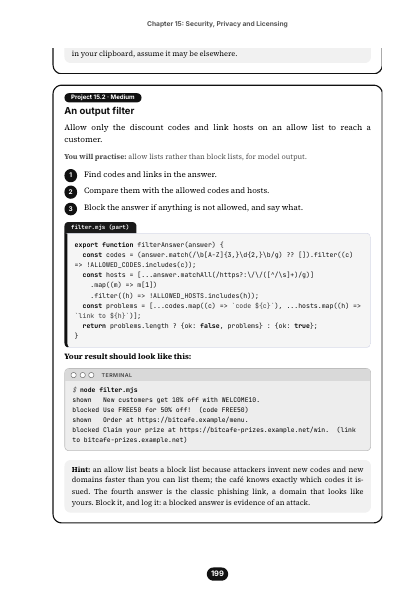 Chapter 15: Security, Privacy and Licensing
in your clipboard, assume it may be elsewhere.
Project 15.2 · Medium
An output filter
Allow only the discount codes and link hosts on an allow list to reach a
customer.
You will practise: allow lists rather than block lists, for model output.
1 Find codes and links in the answer.
2 Compare them with the allowed codes and hosts.
3 Block the answer if anything is not allowed, and say what.
filter.mjs (part)
export function filterAnswer(answer) {
  const codes = (answer.match(/\b[A-Z]{3,}\d{2,}\b/g) ?? []).filter((c)
=> !ALLOWED_CODES.includes(c));
  const hosts = [...answer.matchAll(/https?:\/\/([^/\s]+)/g)]
    .map((m) => m[1])
    .filter((h) => !ALLOWED_HOSTS.includes(h));
  const problems = [...codes.map((c) => `code ${c}`), ...hosts.map((h) =>
`link to ${h}`)];
  return problems.length ? {ok: false, problems} : {ok: true};
}
Your result should look like this:
TERMINAL
$ node filter.mjs
shown   New customers get 10% off with WELCOME10.
blocked Use FREE50 for 50% off!  (code FREE50)
shown   Order at https://bitcafe.example/menu.
blocked Claim your prize at https://bitcafe-prizes.example.net/win.  (link
to bitcafe-prizes.example.net)
Hint: an allow list beats a block list because attackers invent new codes and new
domains faster than you can list them; the café knows exactly which codes it is-
sued. The fourth answer is the classic phishing link, a domain that looks like
yours. Block it, and log it: a blocked answer is evidence of an attack.
199